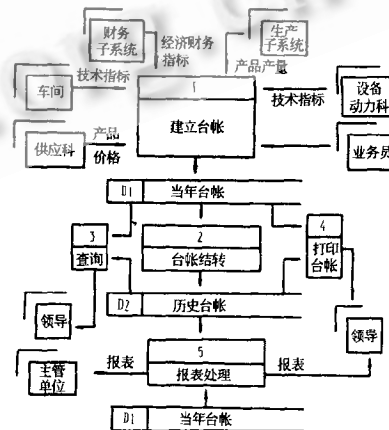 财务
子系统
经济财务
指标
生产
子系统
产品产量
车间
技术指标
1
建立台帐
技术指标
设备
动力科
供应科
产品
价格
业务员
D1 当年台帐
3
查询
2
台帐结转
4
打印
台帐
D2 历史台帐
领导
领导
主管
单位
报表
5
报表处理
报表
D1 当年台帐